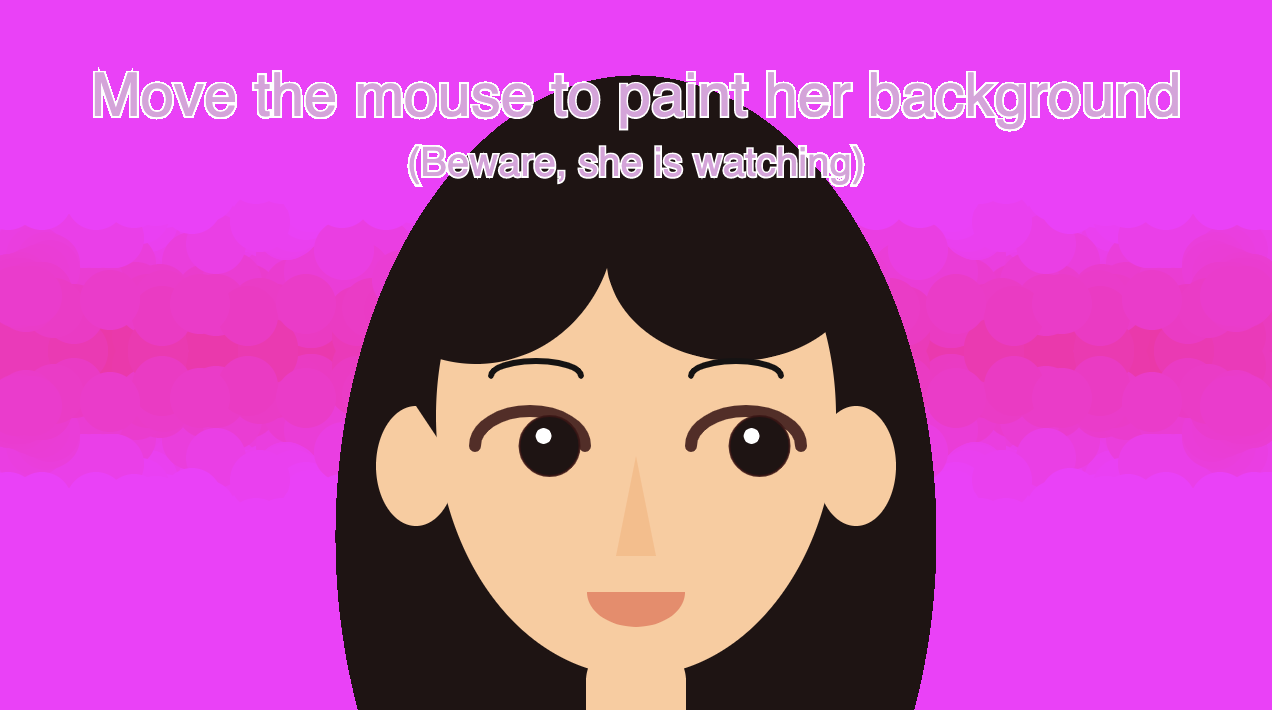 Move the mouse to paint her background
(Beware, she is watching)